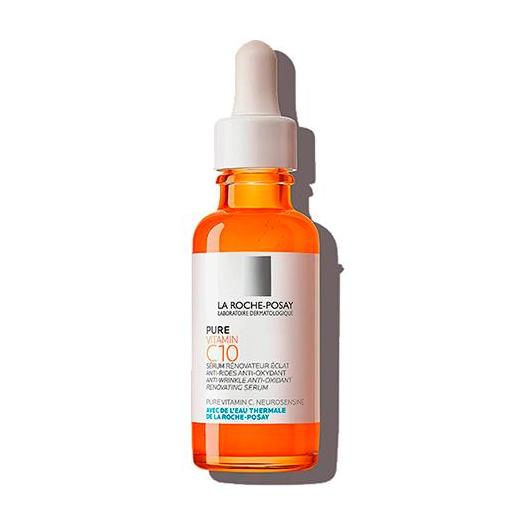 LA ROCHE-POSAY
LABORATOIRE DERMATOLOGIQUE
PURE
VITAMIN
C10
SÉRUM RÉNOVATEUR ÉCLAT
ANTI-RIDES ANTI-OXYDANT
ANTI-WRINKLE ANTI-OXIDANT
RENOVATING SERUM
PURE VITAMIN C. NEUROSENSINE
AVEC DE L'EAU THERMALE
DE LA ROCHE-POSAY